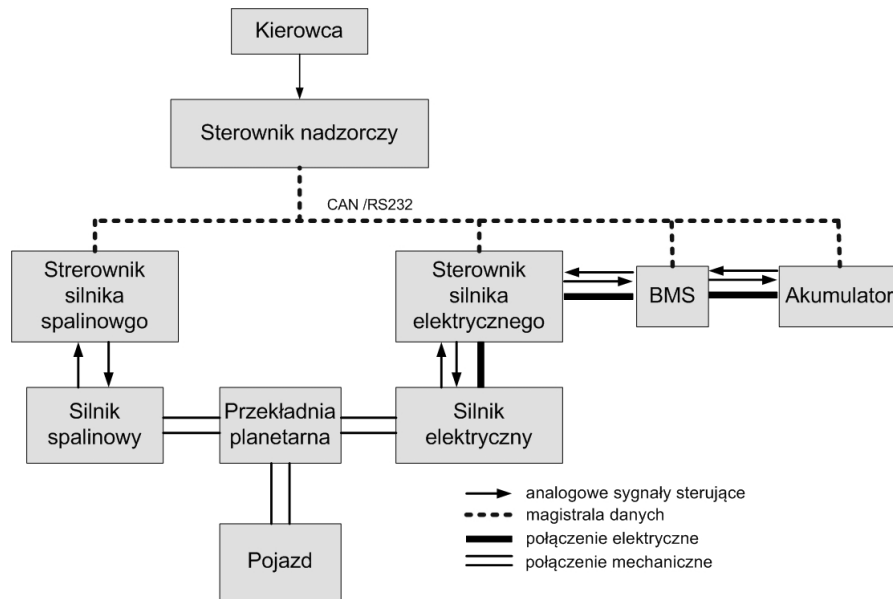 Kierowca
Sterownik nadzorczy
CAN /RS232
Strerownik
silnika
spalinowgo
Sterownik
silnika
elektrycznego
BMS
Akumulator
Silnik
spalinowy
Przekładnia
planetarna
Silnik
elektryczny
Pojazd
analogowe sygnały sterujące
magistrala danych
połączenie elektryczne
połączenie mechaniczne